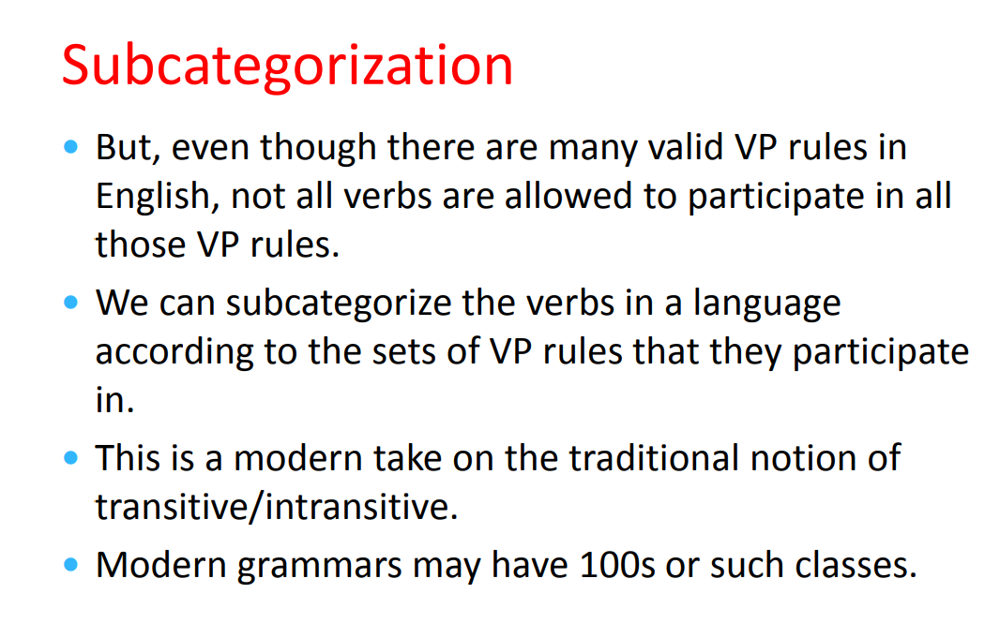 Subcategorization
• But, even though there are many valid VP rules in
English, not all verbs are allowed to participate in all
those VP rules.
• We can subcategorize the verbs in a language
according to the sets of VP rules that they participate
in.
• This is a modern take on the traditional notion of
transitive/intransitive.
• Modern grammars may have 100s or such classes.